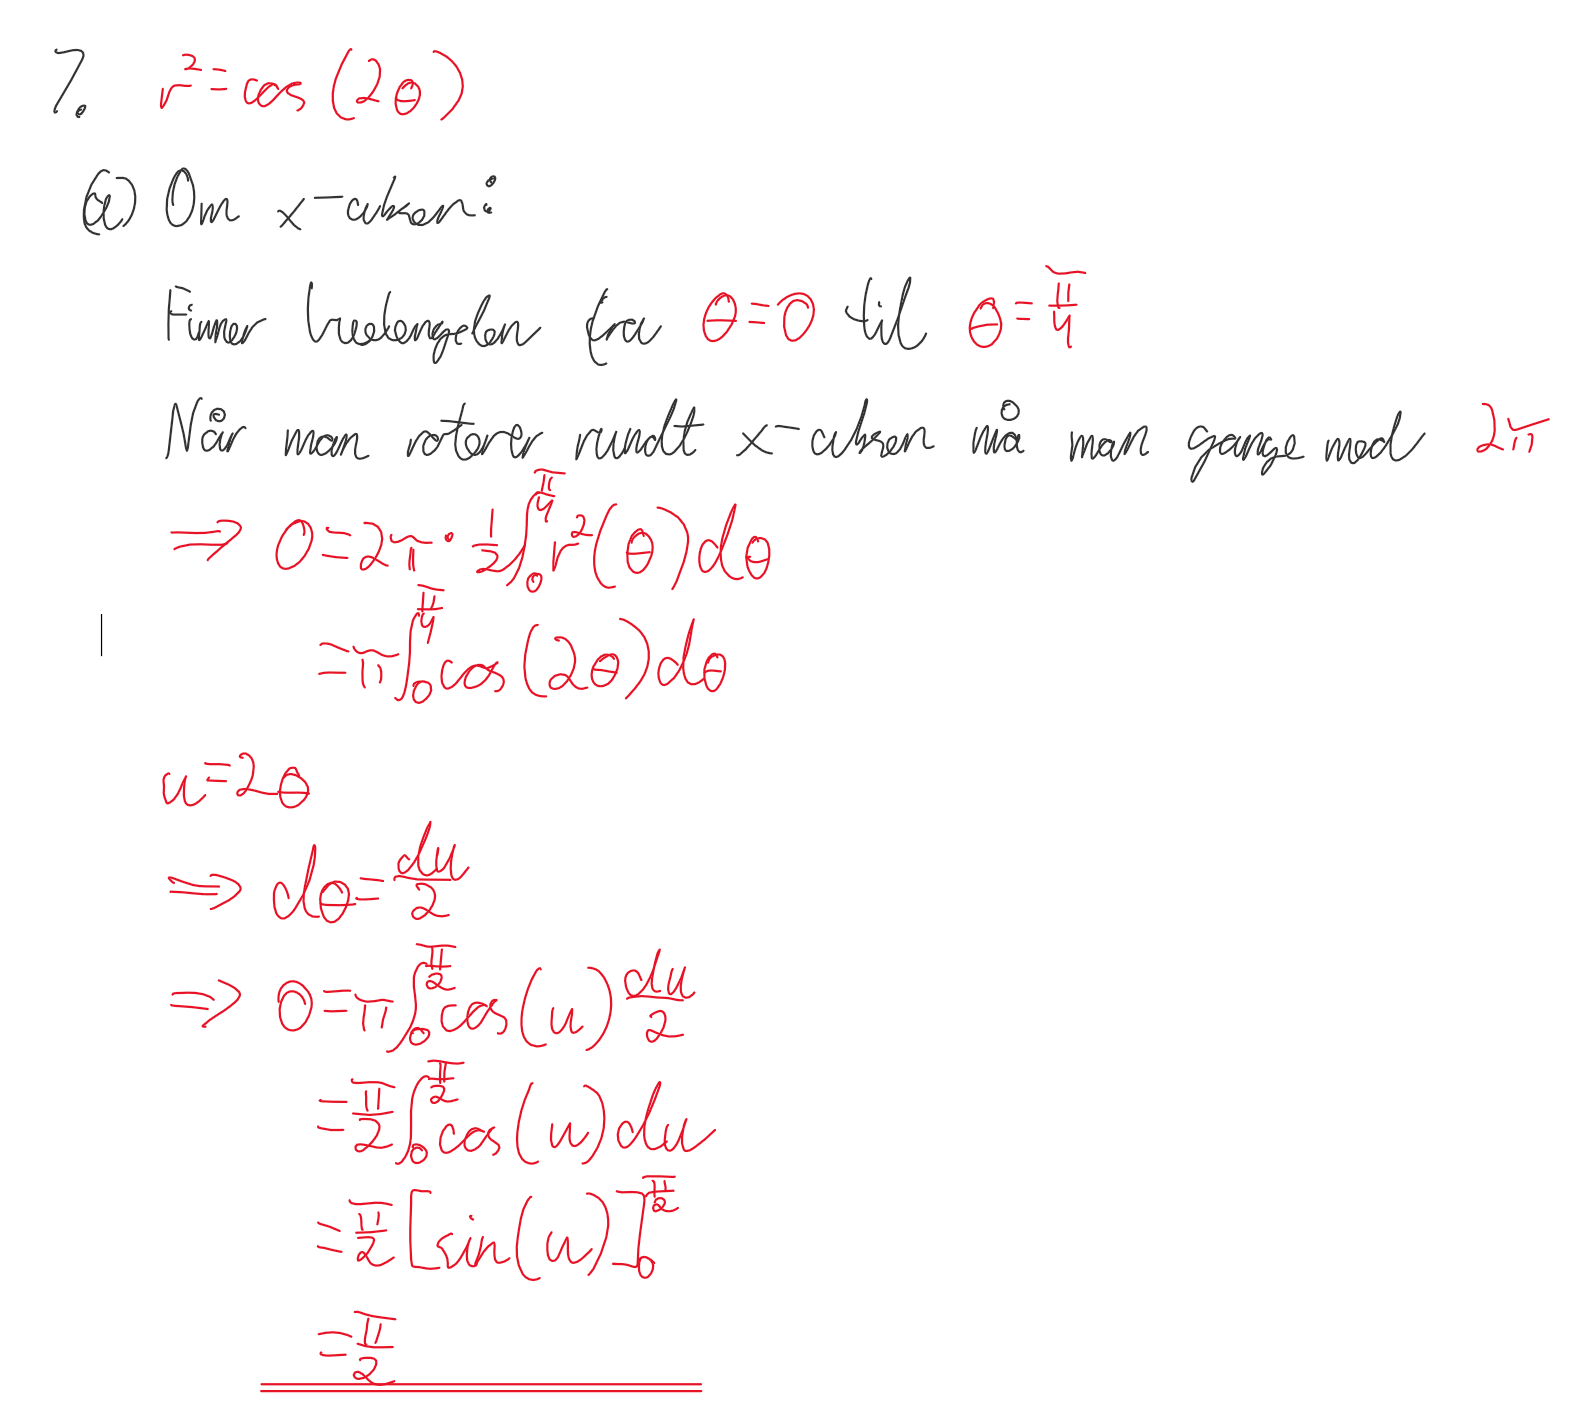 7. r² = cos(2θ)
(a) Om x-aksen:
Finner buelengden fra θ = 0 til θ = π/4
Når man roterer rundt x-aksen må man gange med 2π
⇒ O = 2π · 1/2 ∫₀^(π/4) r²(θ) dθ
= π ∫₀^(π/4) cos(2θ) dθ
u = 2θ
⇒ dθ = du/2
⇒ O = π ∫₀^(π/2) cos(u) du/2
= π/2 ∫₀^(π/2) cos(u) du
= π/2 [sin(u)]₀^(π/2)
= π/2